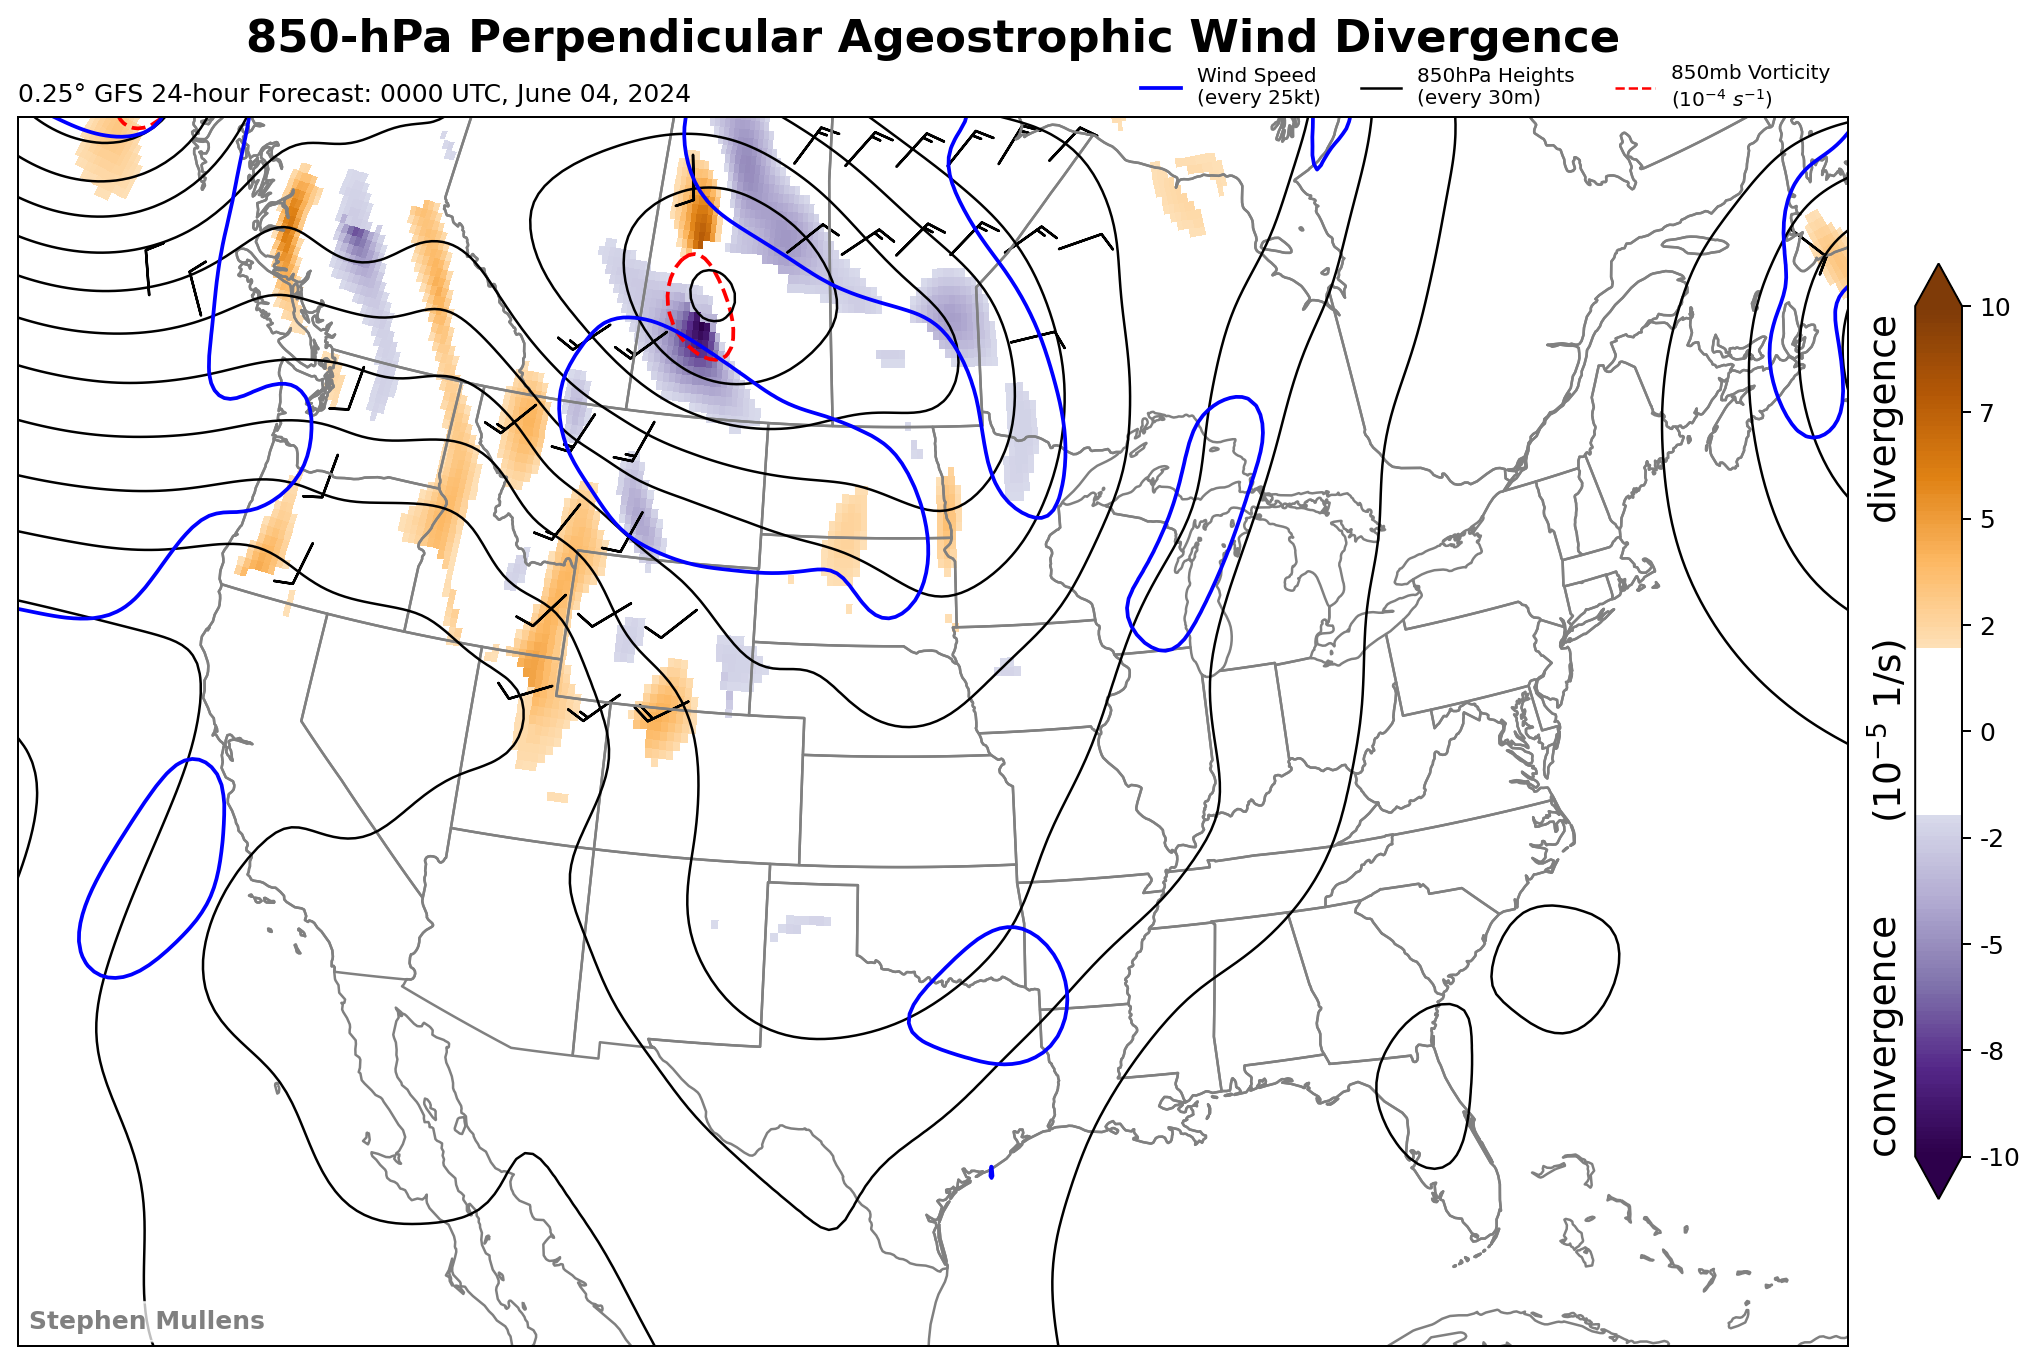 850-hPa Perpendicular Ageostrophic Wind Divergence
0.25° GFS 24-hour Forecast: 0000 UTC, June 04, 2024
Wind Speed
(every 25kt)
850hPa Heights
(every 30m)
850mb Vorticity
(10⁻⁴ s⁻¹)
10
7
5
2
0
-2
-5
-8
-10
convergence (10⁻⁵ 1/s) divergence
Stephen Mullens